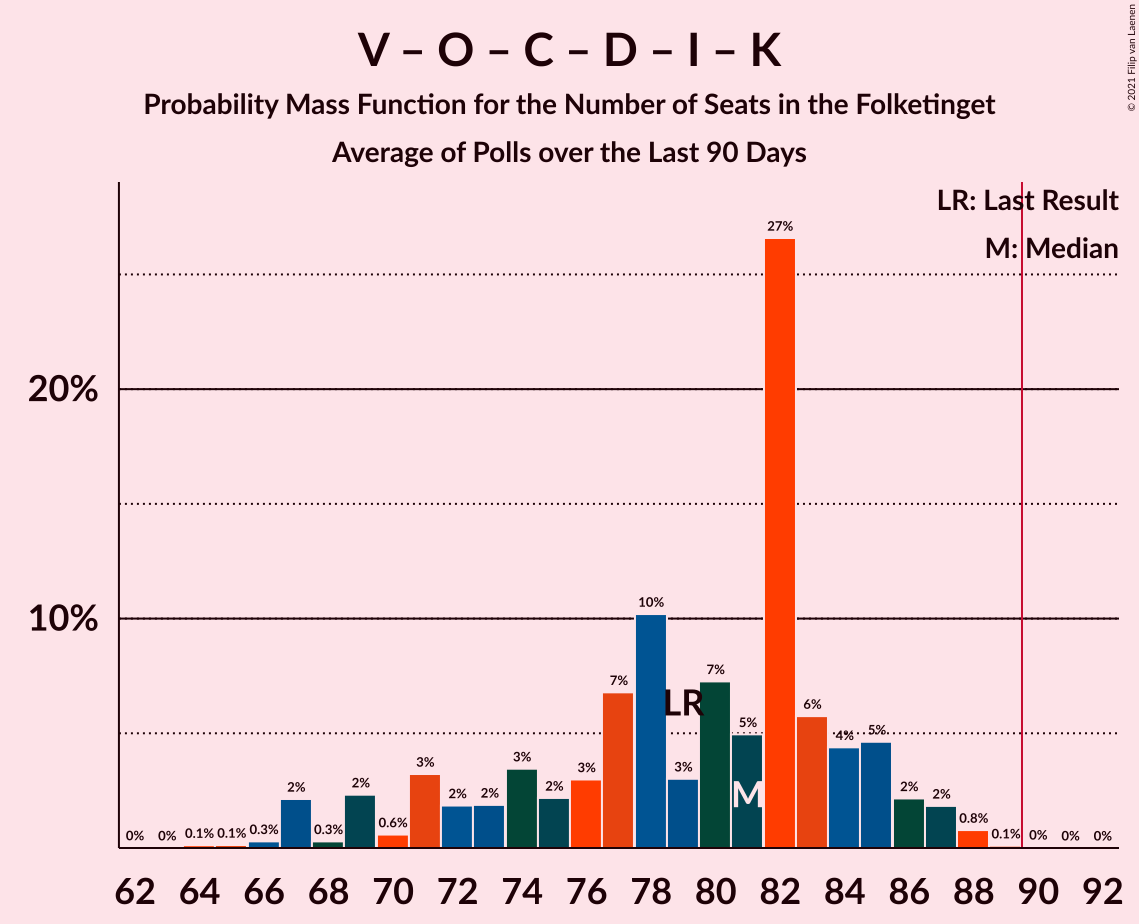 V – O – C – D – I – K
Probability Mass Function for the Number of Seats in the Folketinget
Average of Polls over the Last 90 Days
© 2021 Filip van Laenen
LR: Last Result
M: Median
20%
10%
0% 0% 0.1% 0.1% 0.3% 2% 0.3% 2% 0.6% 3% 2% 2% 3% 2% 3% 7% 10% 3% 7% 5% 27% 6% 4% 5% 2% 2% 0.8% 0.1% 0% 0% 0%
LR
M
62 64 66 68 70 72 74 76 78 80 82 84 86 88 90 92